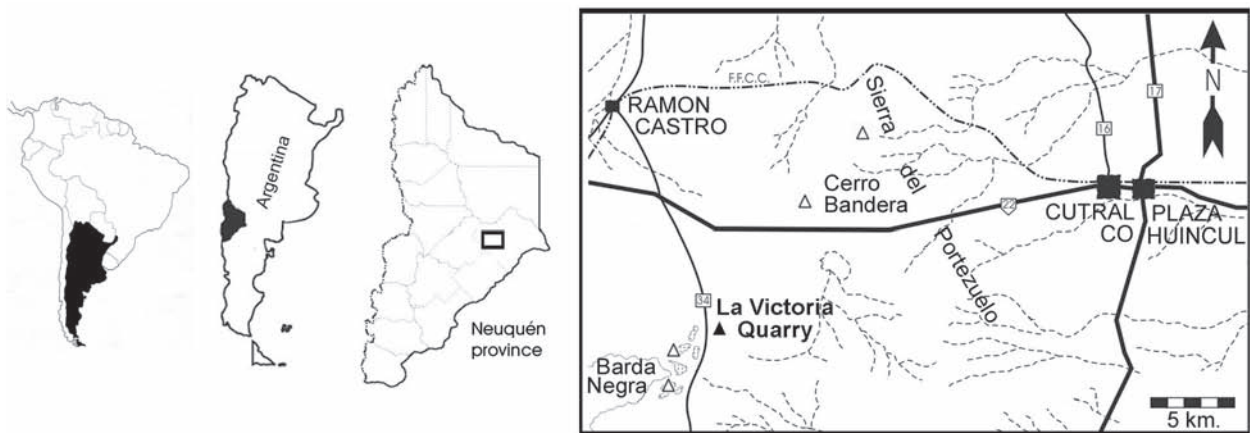 Argentina
Neuquén
province
F.F.C.C.
RAMON
CASTRO
Sierra
del
Portezuelo
Cerro
Bandera
16
17
N
22
CUTRAL
CO
PLAZA
HUINCUL
34
La Victoria
Quarry
Barda
Negra
5 km.